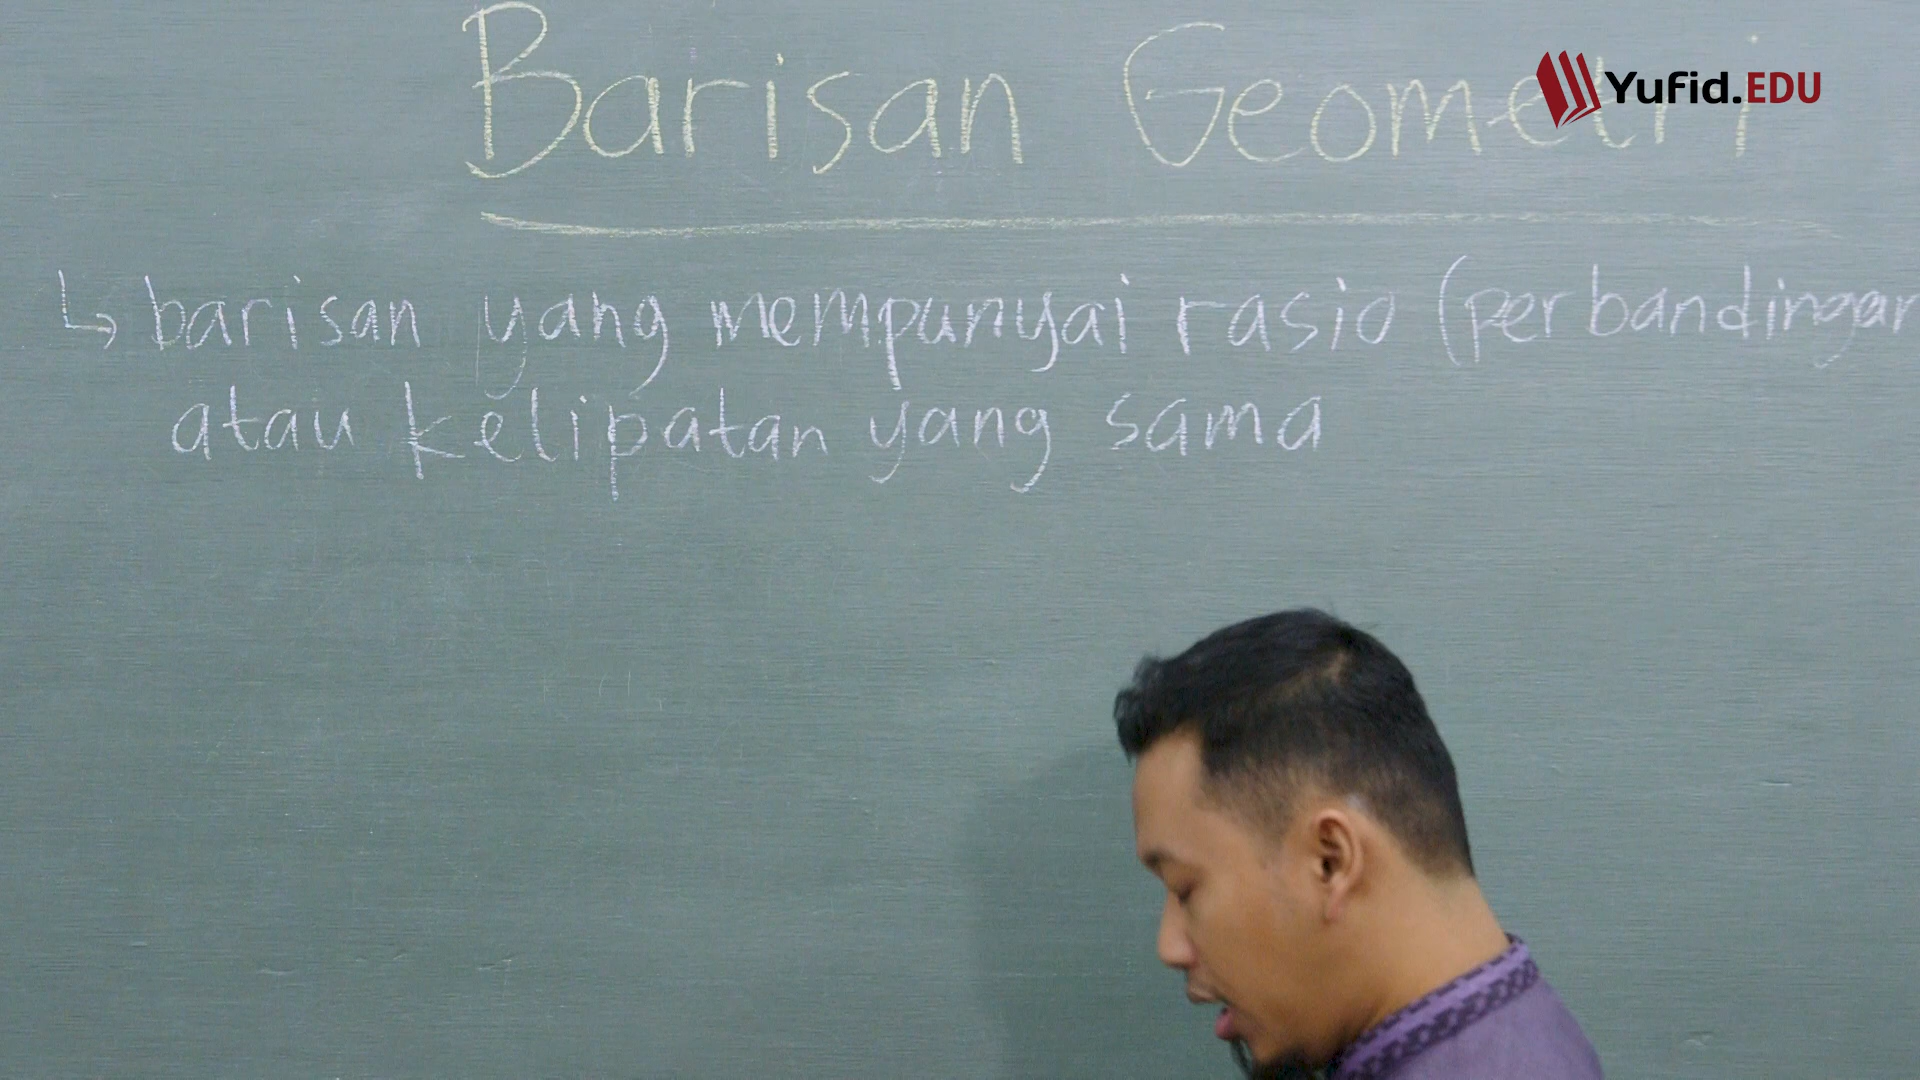 Barisan Geometri
Yufid.EDU
↳ barisan yang mempunyai rasio (perbandingan
atau kelipatan yang sama